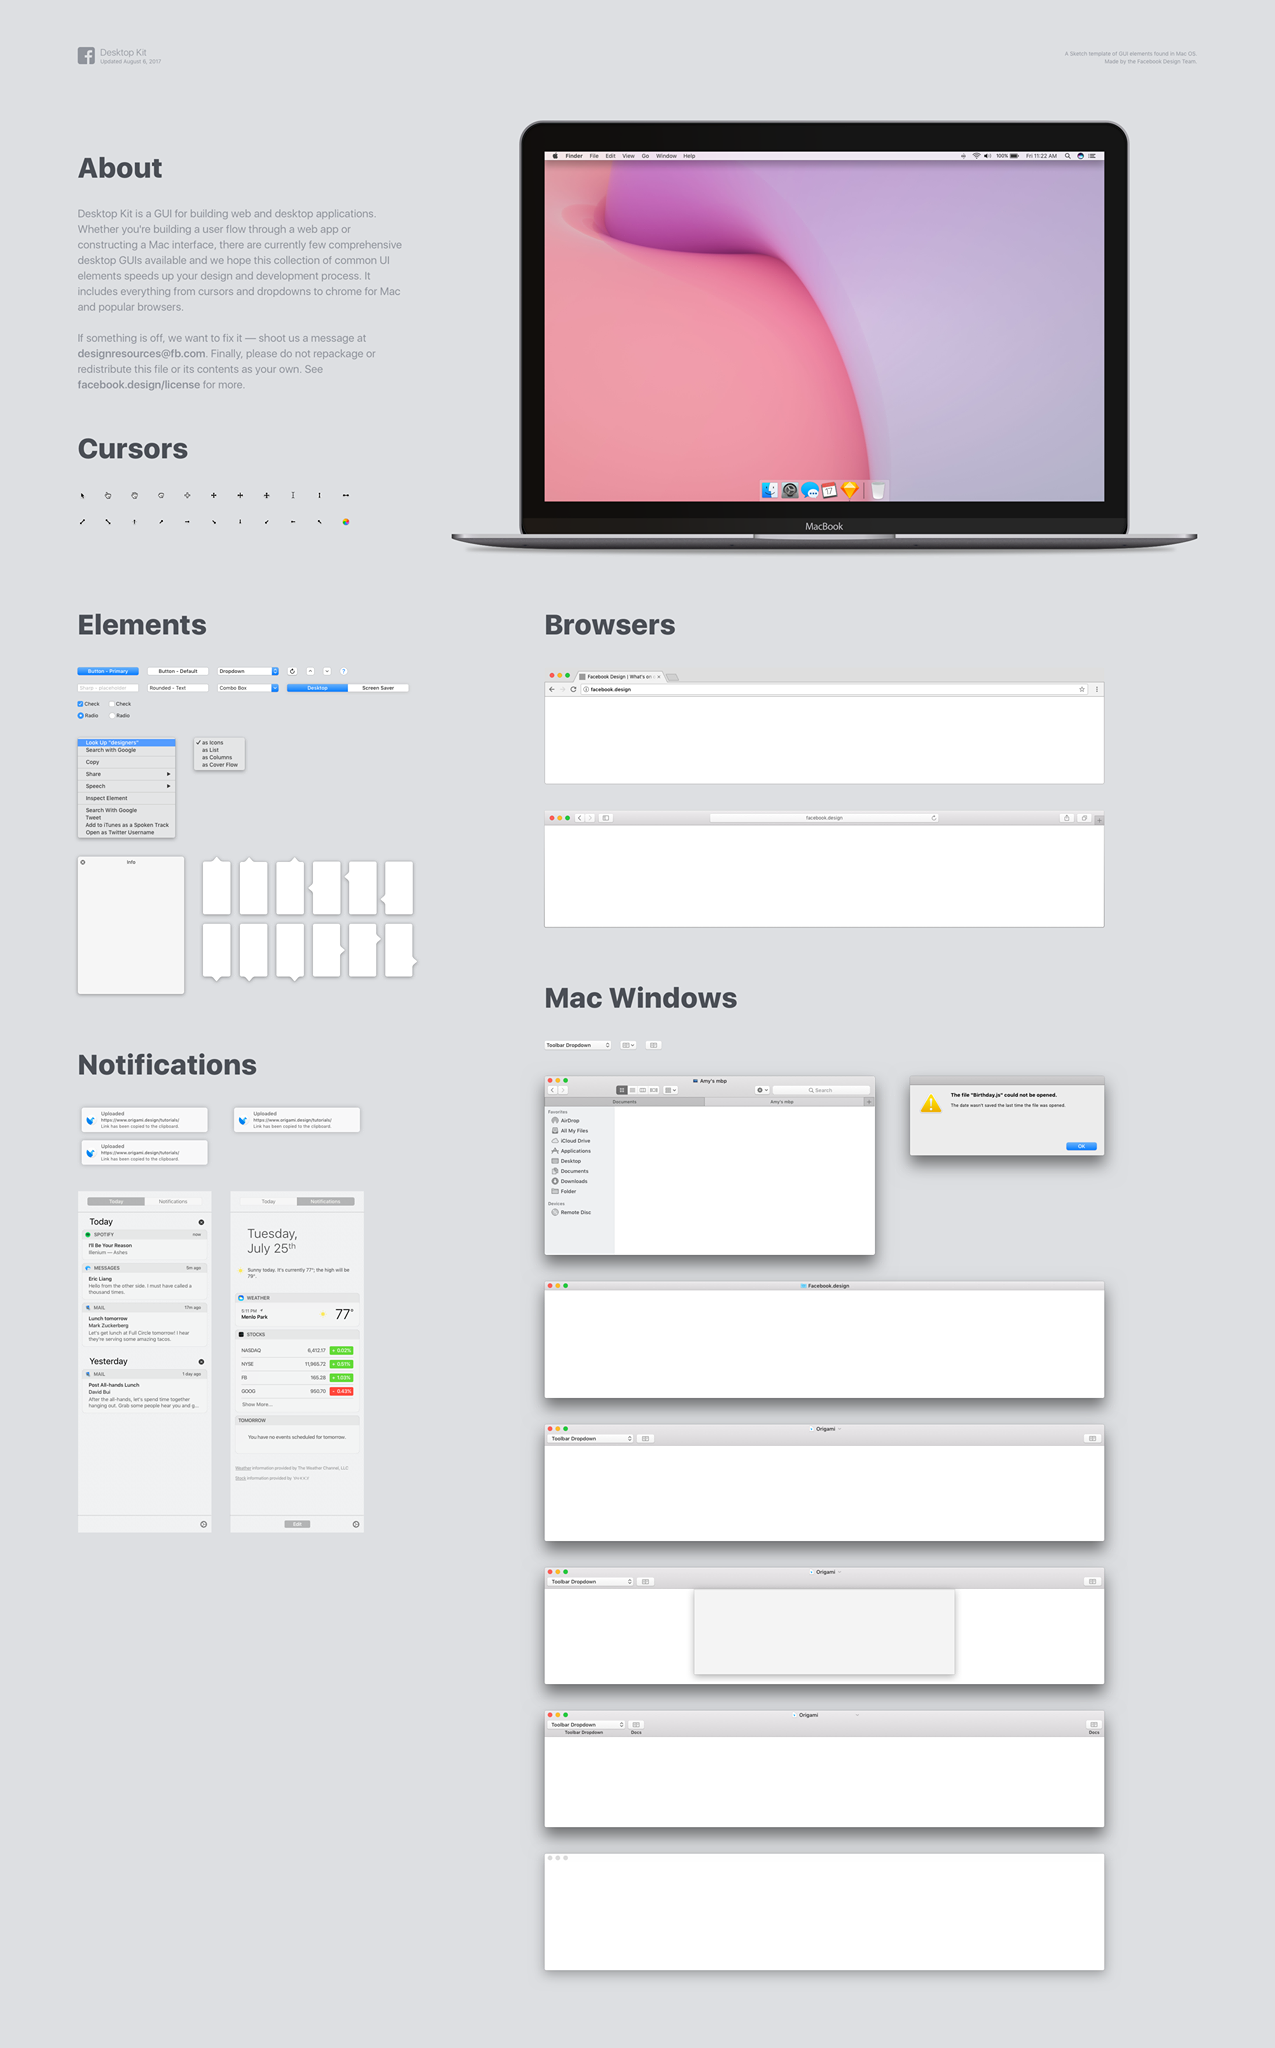 Desktop Kit
Updated August 6, 2017
A Sketch template of GUI elements found in Mac OS.
Made by the Facebook Design Team.
About
Desktop Kit is a GUI for building web and desktop applications.
Whether you're building a user flow through a web app or
constructing a Mac interface, there are currently few comprehensive
desktop GUIs available and we hope this collection of common UI
elements speeds up your design and development process. It
includes everything from cursors and dropdowns to chrome for Mac
and popular browsers.
If something is off, we want to fix it — shoot us a message at
designresources@fb.com. Finally, please do not repackage or
redistribute this file or its contents as your own. See
facebook.design/license for more.
Finder File Edit View Go Window Help
100% Fri 11:22 AM
17
MacBook
Cursors
Elements
Button - Primary
Button - Default
Dropdown
?
Share - placeholder
Rounded - Text
Combo Box
Desktop
Screen Saver
Check
Check
Radio
Radio
Look Up "designers"
Search with Google
Copy
Share
Speech
Inspect Element
Search With Google
Tweet
Add to iTunes as a Spoken Track
Open as Twitter Username
✓ as Icons
as List
as Columns
as Cover Flow
Info
Browsers
Facebook Design | What's on
facebook.design
facebook.design
Notifications
Uploaded
https://www.origami.design/tutorials/
Link has been copied to the clipboard.
Uploaded
https://www.origami.design/tutorials/
Link has been copied to the clipboard.
Uploaded
https://www.origami.design/tutorials/
Link has been copied to the clipboard.
Today
Notifications
Today
SPOTIFY
now
I'll Be Your Reason
Illenium — Ashes
MESSAGES
5m ago
Eric Liang
Hello from the other side. I must have called a
thousand times.
MAIL
17m ago
Lunch tomorrow
Mark Zuckerberg
Let's get lunch at Full Circle tomorrow! I hear
they're serving some amazing tacos.
Yesterday
MAIL
1 day ago
Post All-hands Lunch
David Bui
After the all-hands, let's spend time together
hanging out. Grab some people hear you and g...
Today
Notifications
Tuesday,
July 25th
Sunny today. It's currently 77°; the high will be
79°.
WEATHER
5:11 PM
Menlo Park
77°
STOCKS
NASDAQ 6,412.17 + 0.02%
NYSE 11,965.72 + 0.51%
FB 165.28 + 1.02%
GOOG 950.70 - 0.43%
Show More...
TOMORROW
You have no events scheduled for tomorrow.
Weather information provided by The Weather Channel, LLC
Stock information provided by
Edit
Mac Windows
Toolbar Dropdown
Amy's mbp
Search
Documents
Amy's mbp
Favorites
AirDrop
All My Files
iCloud Drive
Applications
Desktop
Documents
Downloads
Folder
Devices
Remote Disc
The file "Birthday.js" could not be opened.
The date wasn't saved the last time the file was opened.
OK
Facebook.design
Origami
Toolbar Dropdown
Origami
Toolbar Dropdown
Origami
Toolbar Dropdown
Toolbar Dropdown
Docs
Docs